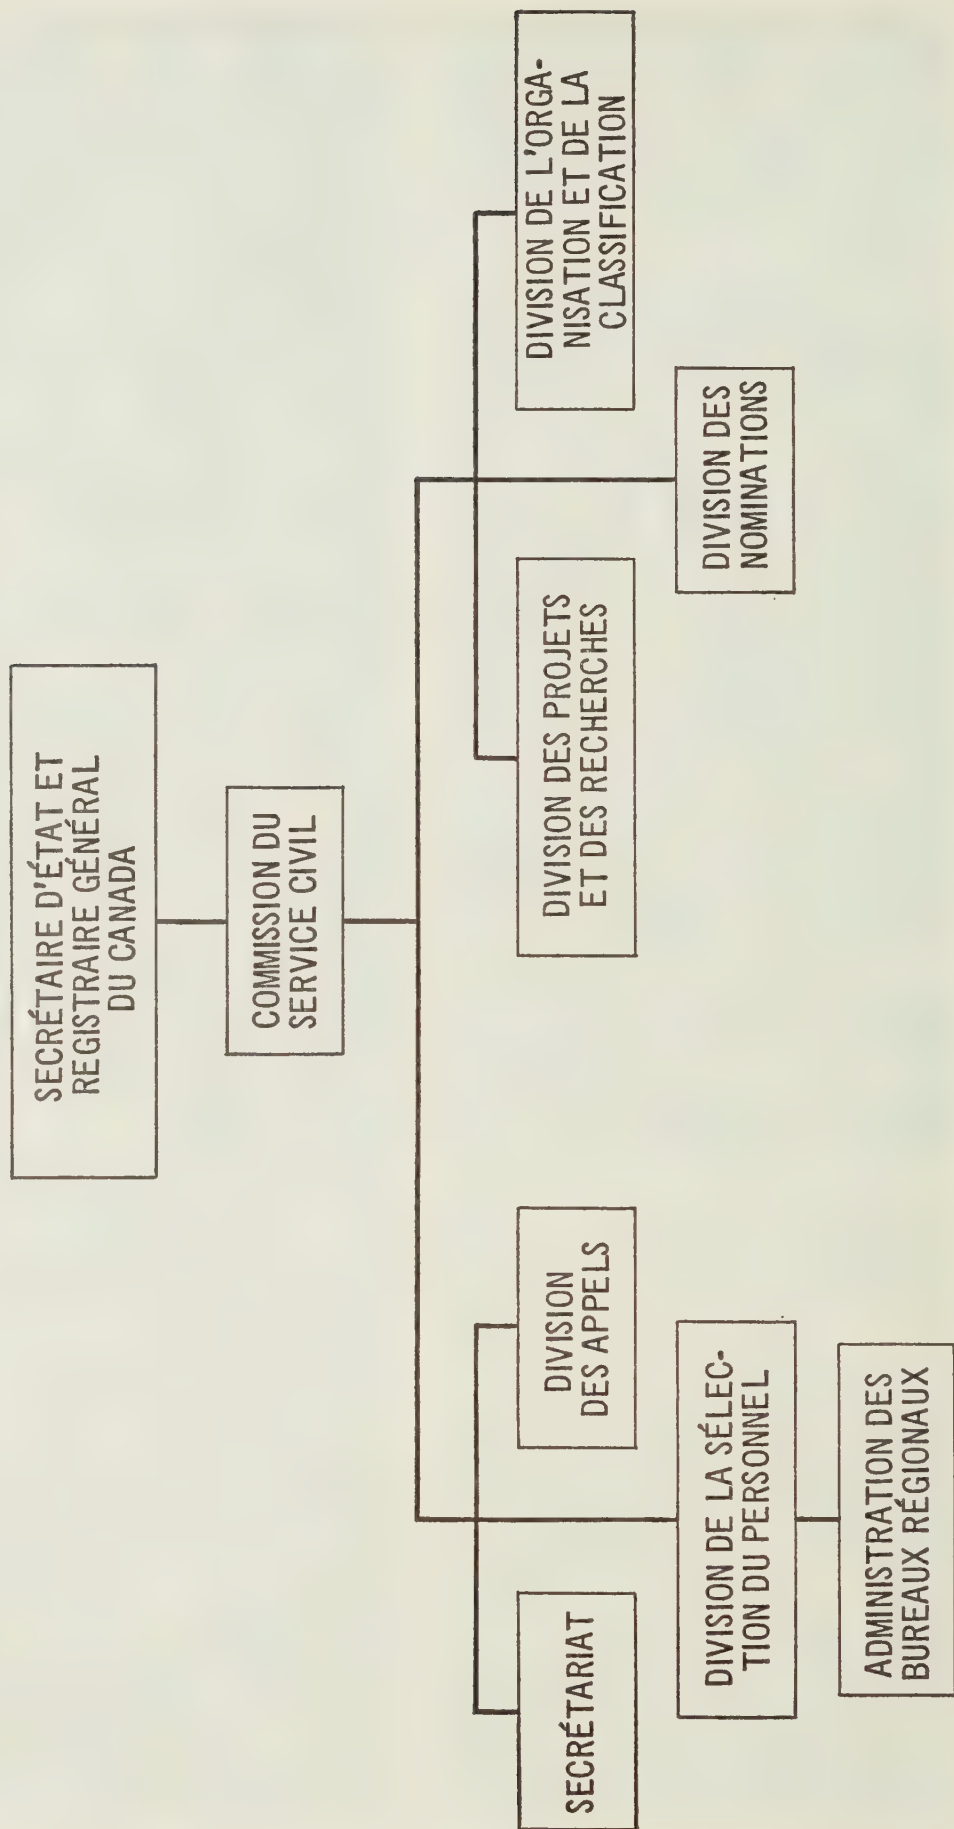 SECRÉTAIRE D'ÉTAT ET
REGISTRAIRE GÉNÉRAL
DU CANADA
COMMISSION DU
SERVICE CIVIL
SECRÉTARIAT
DIVISION
DES APPELS
DIVISION DES PROJETS
ET DES RECHERCHES
DIVISION DE L'ORGA-
NISATION ET DE LA
CLASSIFICATION
DIVISION DE LA SÉLEC-
TION DU PERSONNEL
DIVISION DES
NOMINATIONS
ADMINISTRATION DES
BUREAUX RÉGIONAUX